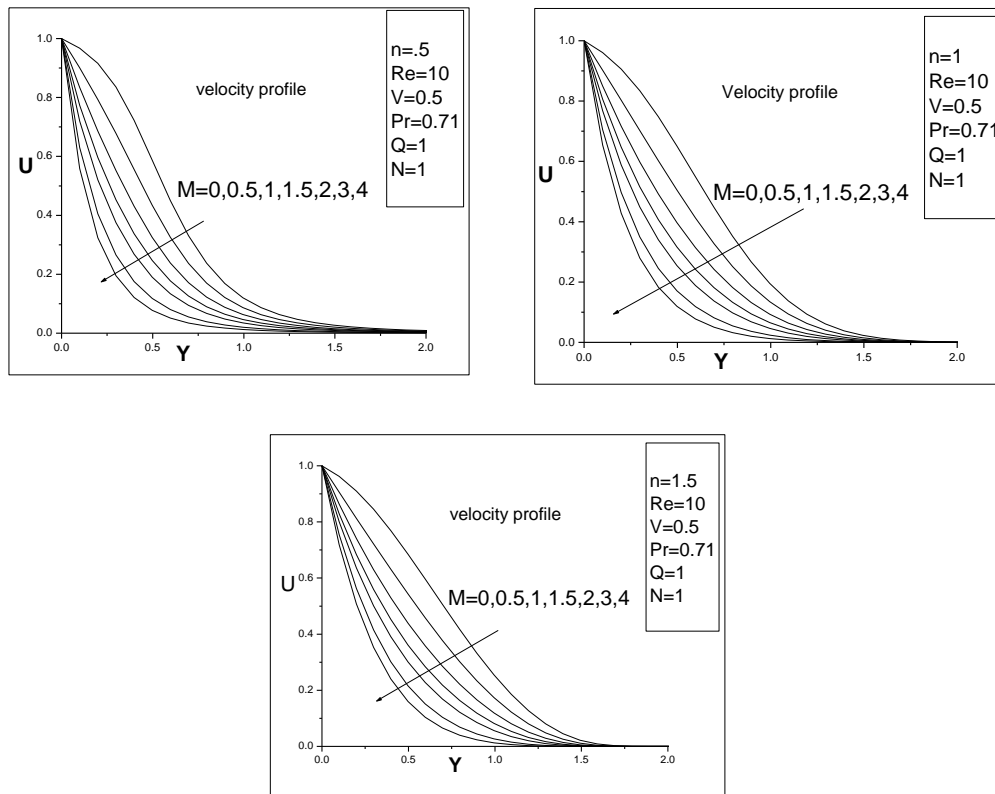 velocity profile
n=.5
Re=10
V=0.5
Pr=0.71
Q=1
N=1
M=0,0.5,1,1.5,2,3,4
U
1.0
0.8
0.6
0.4
0.2
0.0
0.0 0.5 1.0 1.5 2.0
Y
Velocity profile
n=1
Re=10
V=0.5
Pr=0.71
Q=1
N=1
M=0,0.5,1,1.5,2,3,4
U
1.0
0.8
0.6
0.4
0.2
0.0
0.0 0.5 1.0 1.5 2.0
Y
velocity profile
n=1.5
Re=10
V=0.5
Pr=0.71
Q=1
N=1
M=0,0.5,1,1.5,2,3,4
U
1.0
0.8
0.6
0.4
0.2
0.0
0.0 0.5 1.0 1.5 2.0
Y